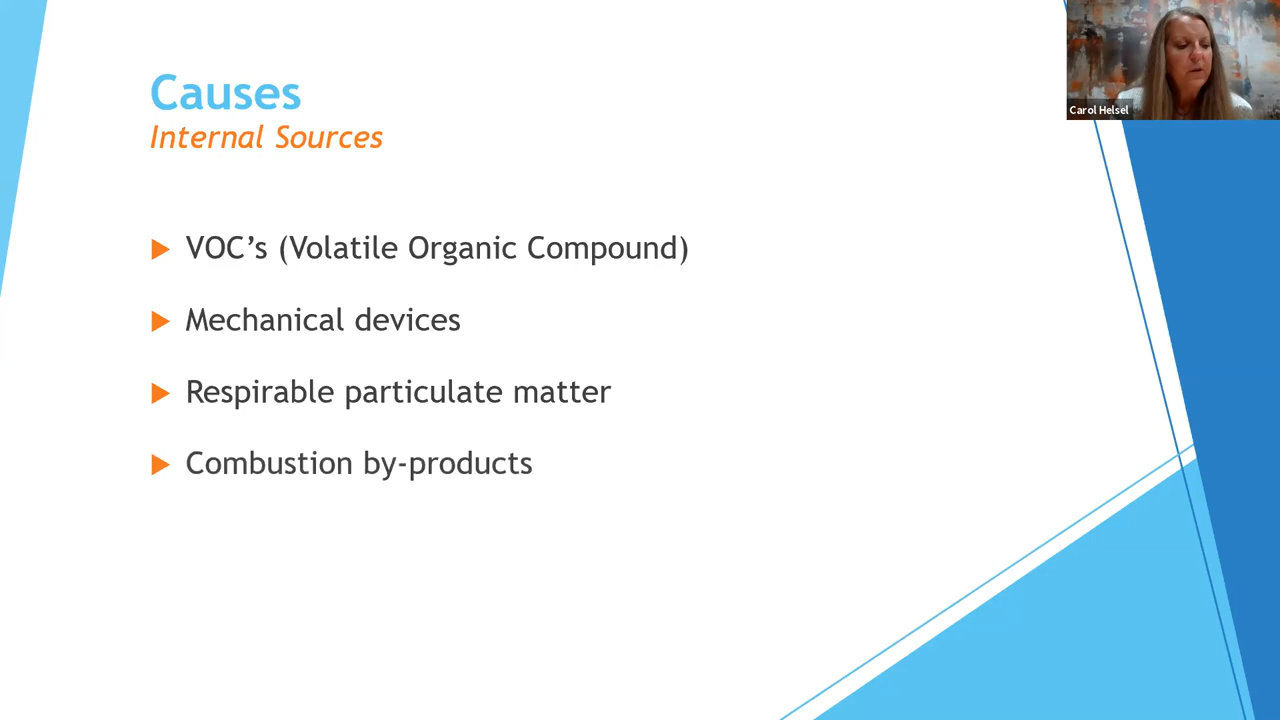 Causes
Internal Sources
VOC’s (Volatile Organic Compound)
Mechanical devices
Respirable particulate matter
Combustion by-products
Carol Helsel